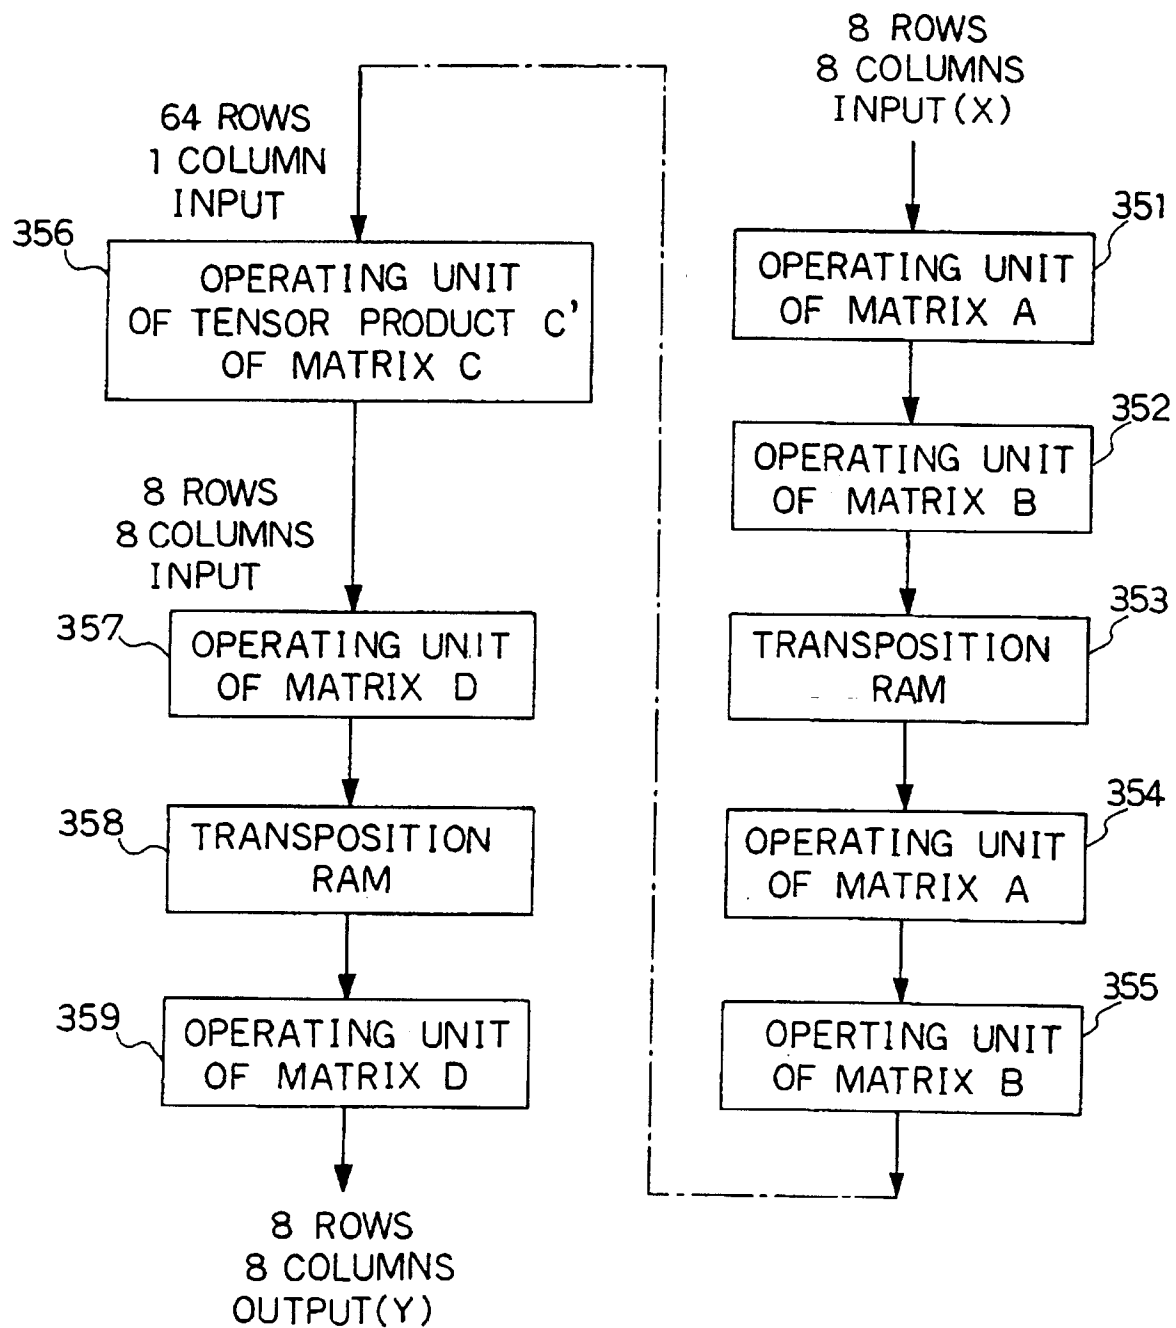 8 ROWS
8 COLUMNS
INPUT(X)
351
OPERATING UNIT
OF MATRIX A
352
OPERATING UNIT
OF MATRIX B
353
TRANSPOSITION
RAM
354
OPERATING UNIT
OF MATRIX A
355
OPERTING UNIT
OF MATRIX B
64 ROWS
1 COLUMN
INPUT
356
OPERATING UNIT
OF TENSOR PRODUCT C'
OF MATRIX C
8 ROWS
8 COLUMNS
INPUT
357
OPERATING UNIT
OF MATRIX D
358
TRANSPOSITION
RAM
359
OPERATING UNIT
OF MATRIX D
8 ROWS
8 COLUMNS
OUTPUT(Y)